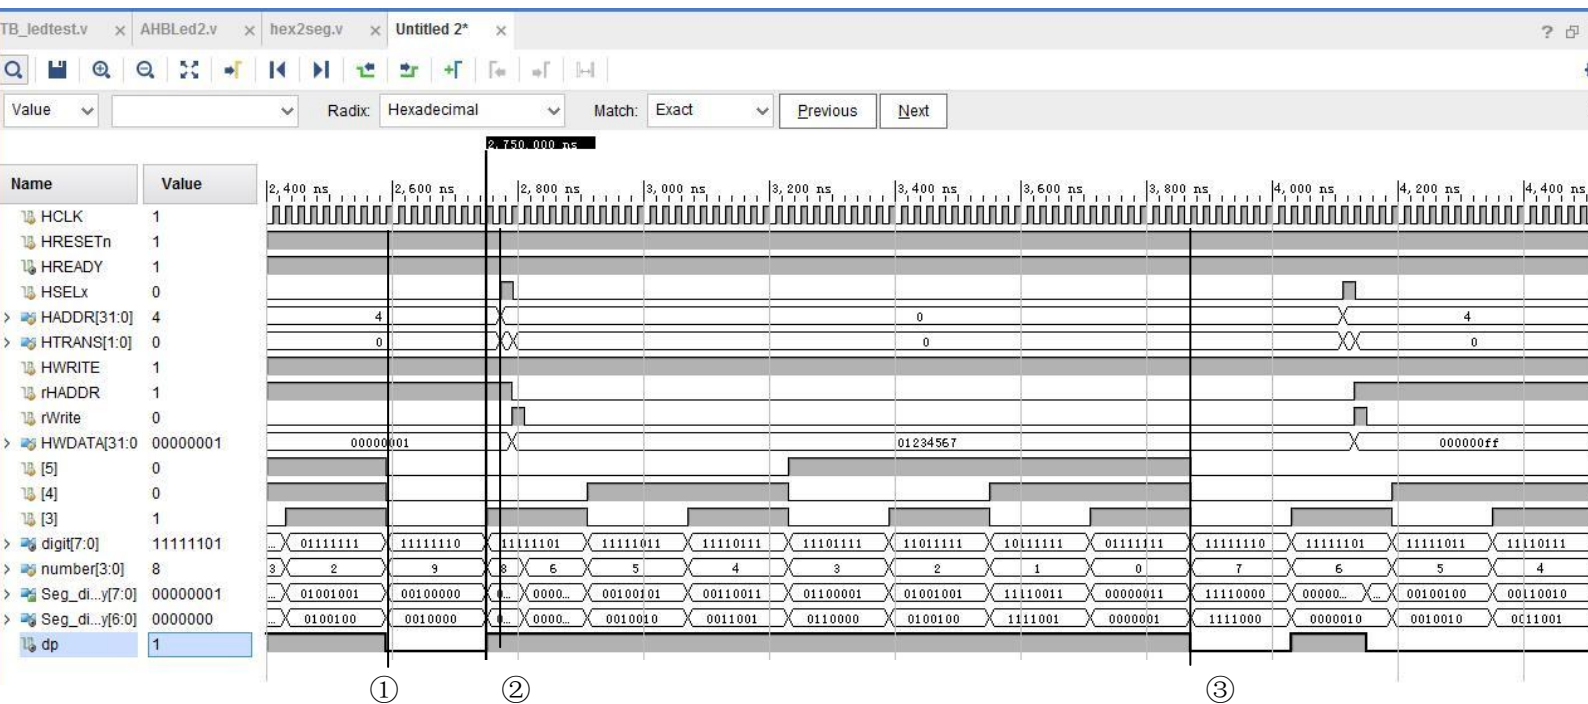 TB_ledtest.v × AHBLed2.v × hex2seg.v × Untitled 2* × ?
Value Radix: Hexadecimal Match: Exact Previous Next
2,750.000 ns
Name Value 2,400 ns 2,600 ns 2,800 ns 3,000 ns 3,200 ns 3,400 ns 3,600 ns 3,800 ns 4,000 ns 4,200 ns 4,400 ns
HCLK 1
HRESETn 1
HREADY 1
HSELx 0
HADDR[31:0] 4 4 0 4
HTRANS[1:0] 0 0 0 0
HWRITE 1
rHADDR 1
rWrite 0
HWDATA[31:0 00000001 00000001 01234567 000000ff
[5] 0
[4] 0
[3] 1
digit[7:0] 11111101 ... 01111111 11111110 11111101 11111011 11110111 11101111 11011111 10111111 01111111 11111110 11111101 11111011 11110111
number[3:0] 8 3 2 9 8 6 5 4 3 2 1 0 7 6 5 4
Seg_di...y[7:0] 00000001 ... 01001001 00100000 0... 0000... 00100101 00110011 01100001 01001001 11110011 00000011 11110000 00000... ... 00100100 00110010
Seg_di...y[6:0] 0000000 ... 0100100 0010000 0... 0000... 0010010 0011001 0110000 0100100 1111001 0000001 1111000 0000010 0010010 0011001
dp 1
① ② ③